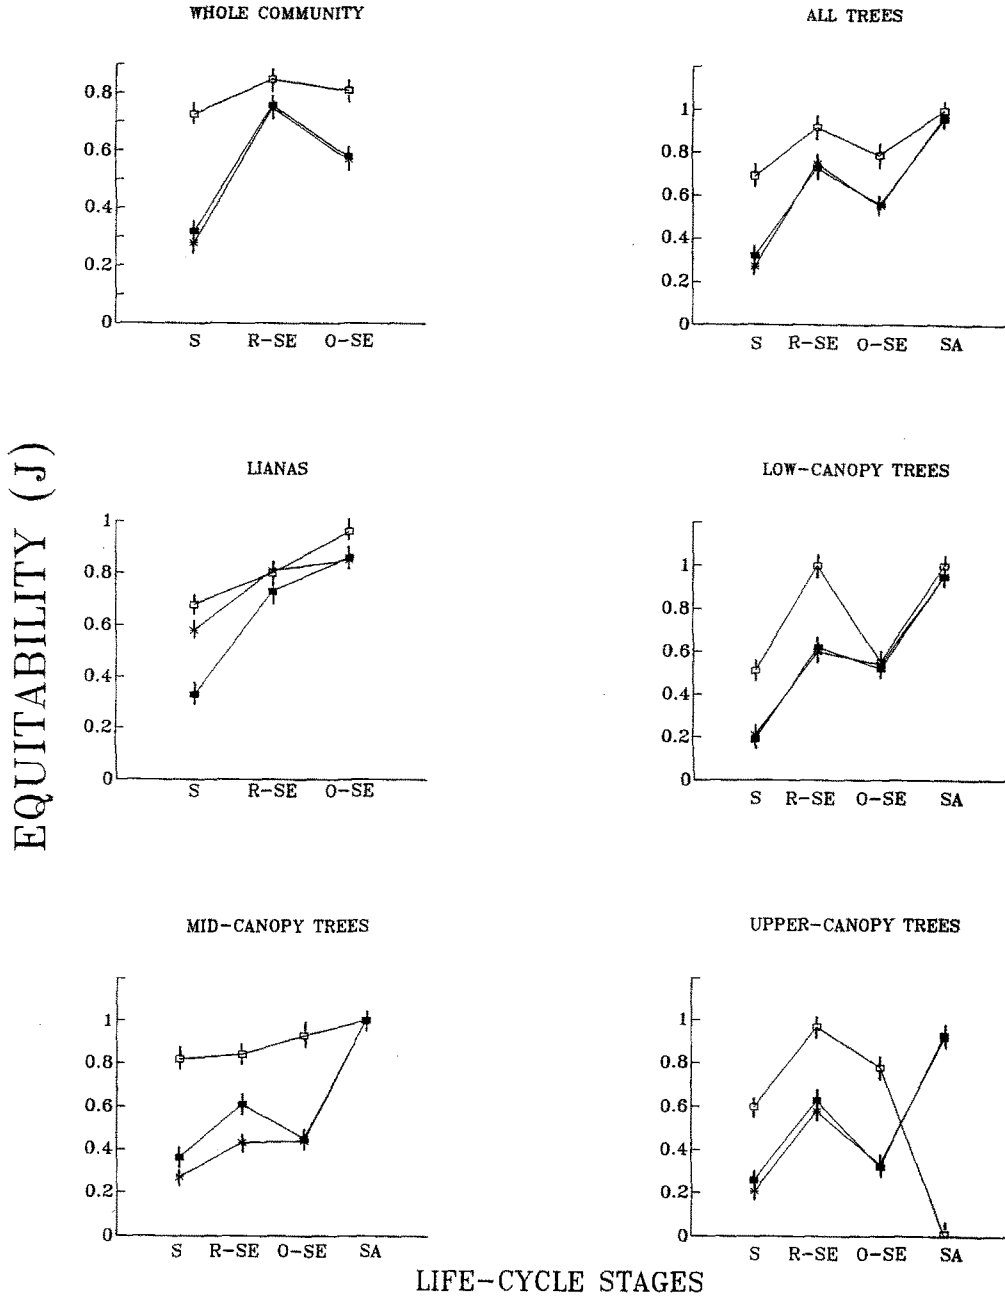 WHOLE COMMUNITY
0.8
0.6
0.4
0.2
0
S R-SE O-SE
ALL TREES
1
0.8
0.6
0.4
0.2
0
S R-SE O-SE SA
EQUITABILITY (J)
LIANAS
1
0.8
0.6
0.4
0.2
0
S R-SE O-SE
LOW-CANOPY TREES
1
0.8
0.6
0.4
0.2
0
S R-SE O-SE SA
MID-CANOPY TREES
1
0.8
0.6
0.4
0.2
0
S R-SE O-SE SA
UPPER-CANOPY TREES
1
0.8
0.6
0.4
0.2
0
S R-SE O-SE SA
LIFE-CYCLE STAGES